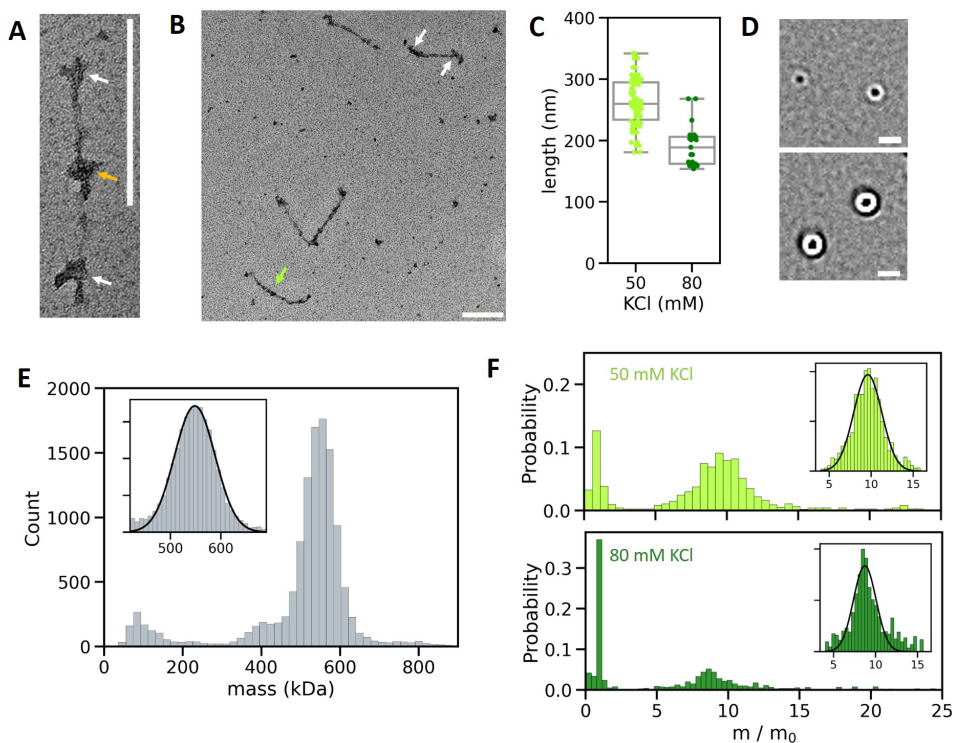 A
B
C
D
400
300
200
100
0
length (nm)
50
80
KCl (mM)
E
2000
1500
1000
500
0
Count
500
600
0
200
400
600
800
mass (kDa)
F
50 mM KCl
0.2
0.1
0.0
Probability
5
10
15
80 mM KCl
0.3
0.2
0.1
0.0
Probability
5
10
15
0
5
10
15
20
25
m / m0